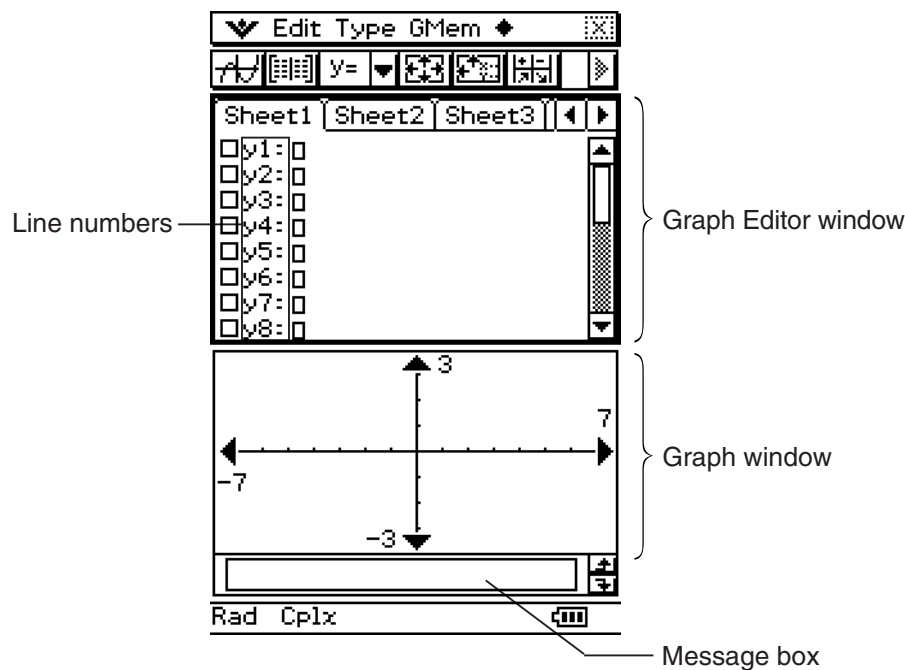 Edit Type GMem
y=
Sheet1 Sheet2 Sheet3
y1:
y2:
y3:
Line numbers
y4:
Graph Editor window
y5:
y6:
y7:
y8:
3
7
Graph window
-7
-3
Rad Cplx
Message box